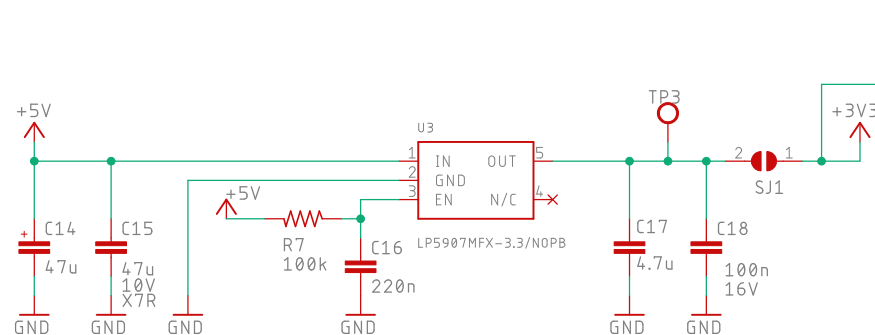 TP3
+5V
+3V3
U3
1
IN
OUT
5
2
1
2
GND
SJ1
+5V
3
EN
N/C
4
C14
C15
R7
C16
LP5907MFX-3.3/NOPB
C17
C18
+
47u
47u
100k
4.7u
100n
10V
220n
16V
X7R
GND
GND
GND
GND
GND
GND